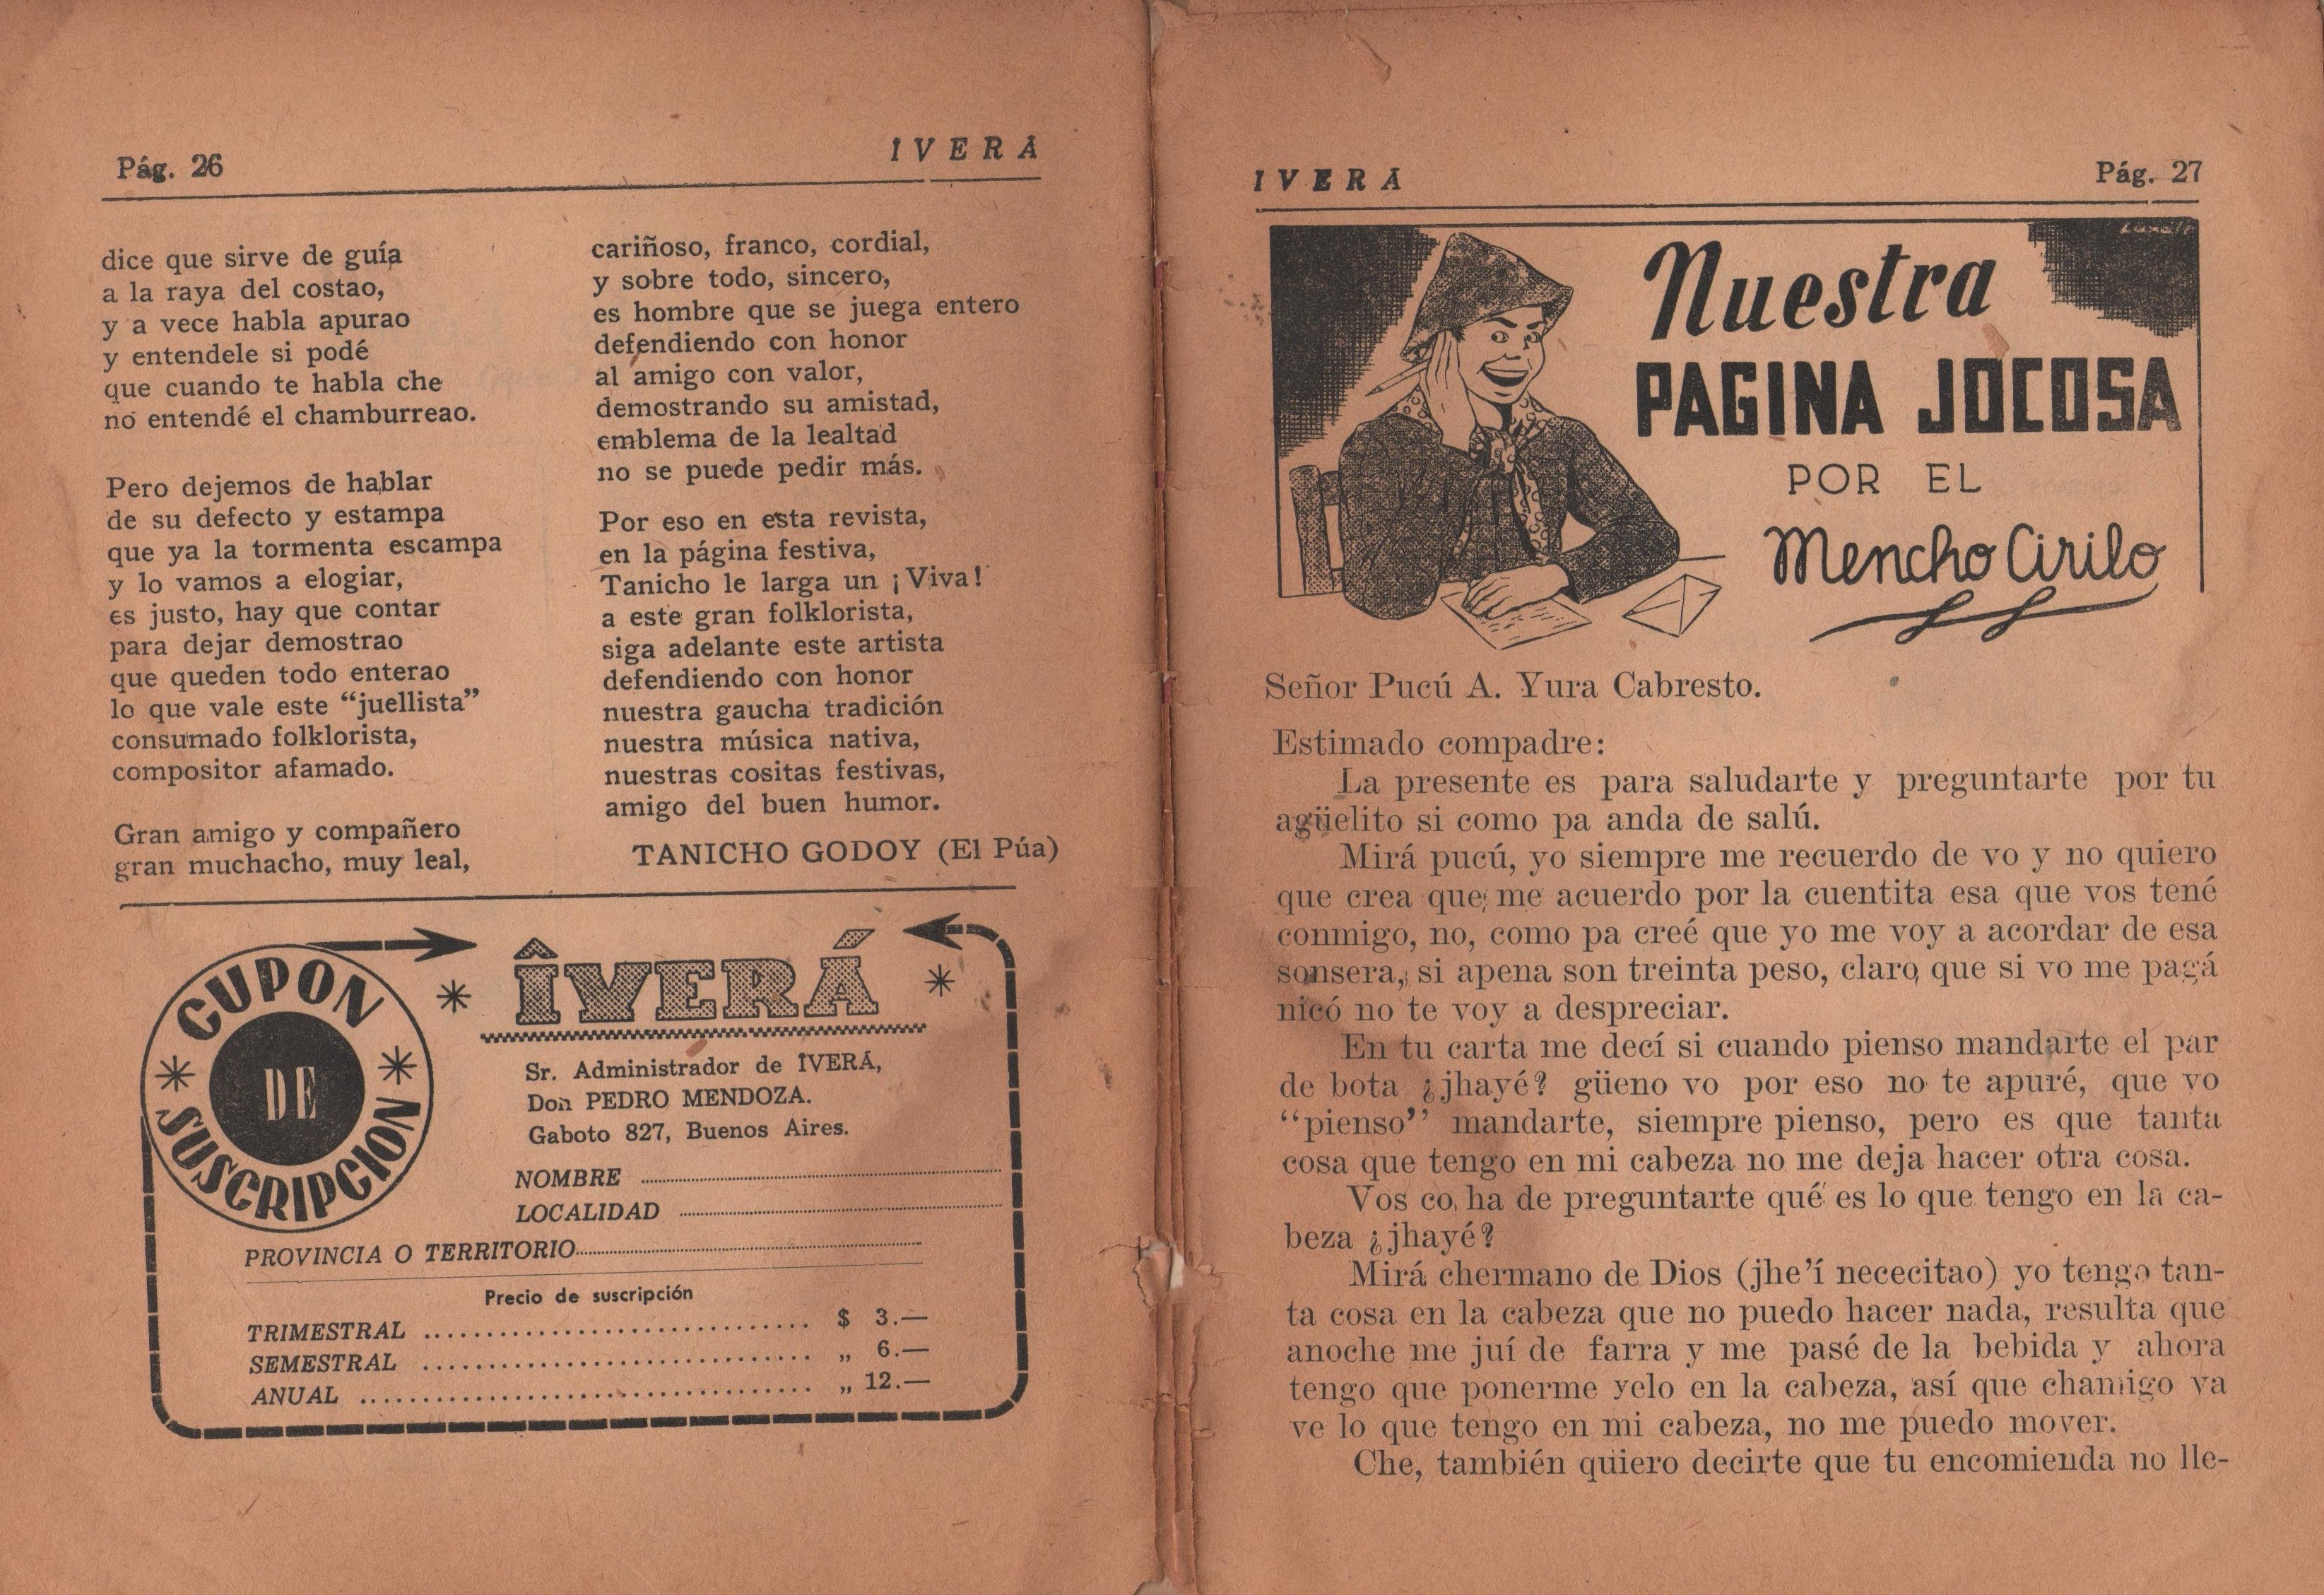 Pág. 26
IVERA
dice que sirve de guía
a la raya del costao,
y a vece habla apurao
y entendele si podé
que cuando te habla che
no entendé el chamburreao.
Pero dejemos de hablar
de su defecto y estampa
que ya la tormenta escampa
y lo vamos a elogiar,
es justo, hay que contar
para dejar demostrao
que queden todo enterao
lo que vale este “juellista”
consumado folklorista,
compositor afamado.
Gran amigo y compañero
gran muchacho, muy leal,
cariñoso, franco, cordial,
y sobre todo, sincero,
es hombre que se juega entero
defendiendo con honor
al amigo con valor,
demostrando su amistad,
emblema de la lealtad
no se puede pedir más.
Por eso en esta revista,
en la página festiva,
Tanicho le larga un ¡Viva!
a este gran folklorista,
siga adelante este artista
defendiendo con honor
nuestra gaucha tradición
nuestra música nativa,
nuestras cositas festivas,
amigo del buen humor.
TANICHO GODOY (El Púa)
CUPON
DE
SUSCRIPCION
ÎVERÁ
Sr. Administrador de ÎVERÁ,
Don PEDRO MENDOZA.
Gaboto 827, Buenos Aires.
NOMBRE
LOCALIDAD
PROVINCIA O TERRITORIO
Precio de suscripción
TRIMESTRAL .............................. $ 3.—
SEMESTRAL .............................. „ 6.—
ANUAL .............................. „ 12.—
IVERA
Pág. 27
Nuestra
PAGINA JOCOSA
POR EL
Mencho Cirilo
Señor Pucú A. Yura Cabresto.
Estimado compadre:
La presente es para saludarte y preguntarte por tu
agüelito si como pa anda de salú.
Mirá pucú, yo siempre me recuerdo de vo y no quiero
que crea que me acuerdo por la cuentita esa que vos tené
conmigo, no, como pa creé que yo me voy a acordar de esa
sonsera, si apena son treinta peso, claro que si vo me pagá
nicó no te voy a despreciar.
En tu carta me decí si cuando pienso mandarte el par
de bota ¿jhayé? güeno vo por eso no te apuré, que vo
“pienso” mandarte, siempre pienso, pero es que tanta
cosa que tengo en mi cabeza no me deja hacer otra cosa.
Vos co ha de preguntarte qué es lo que tengo en la ca-
beza ¿jhayé?
Mirá chermano de Dios (jhe’í nececitao) yo tengo tan-
ta cosa en la cabeza que no puedo hacer nada, resulta que
anoche me juí de farra y me pasé de la bebida y ahora
tengo que ponerme yelo en la cabeza, así que chamigo ya
ve lo que tengo en mi cabeza, no me puedo mover.
Che, también quiero decirte que tu encomienda no lle-